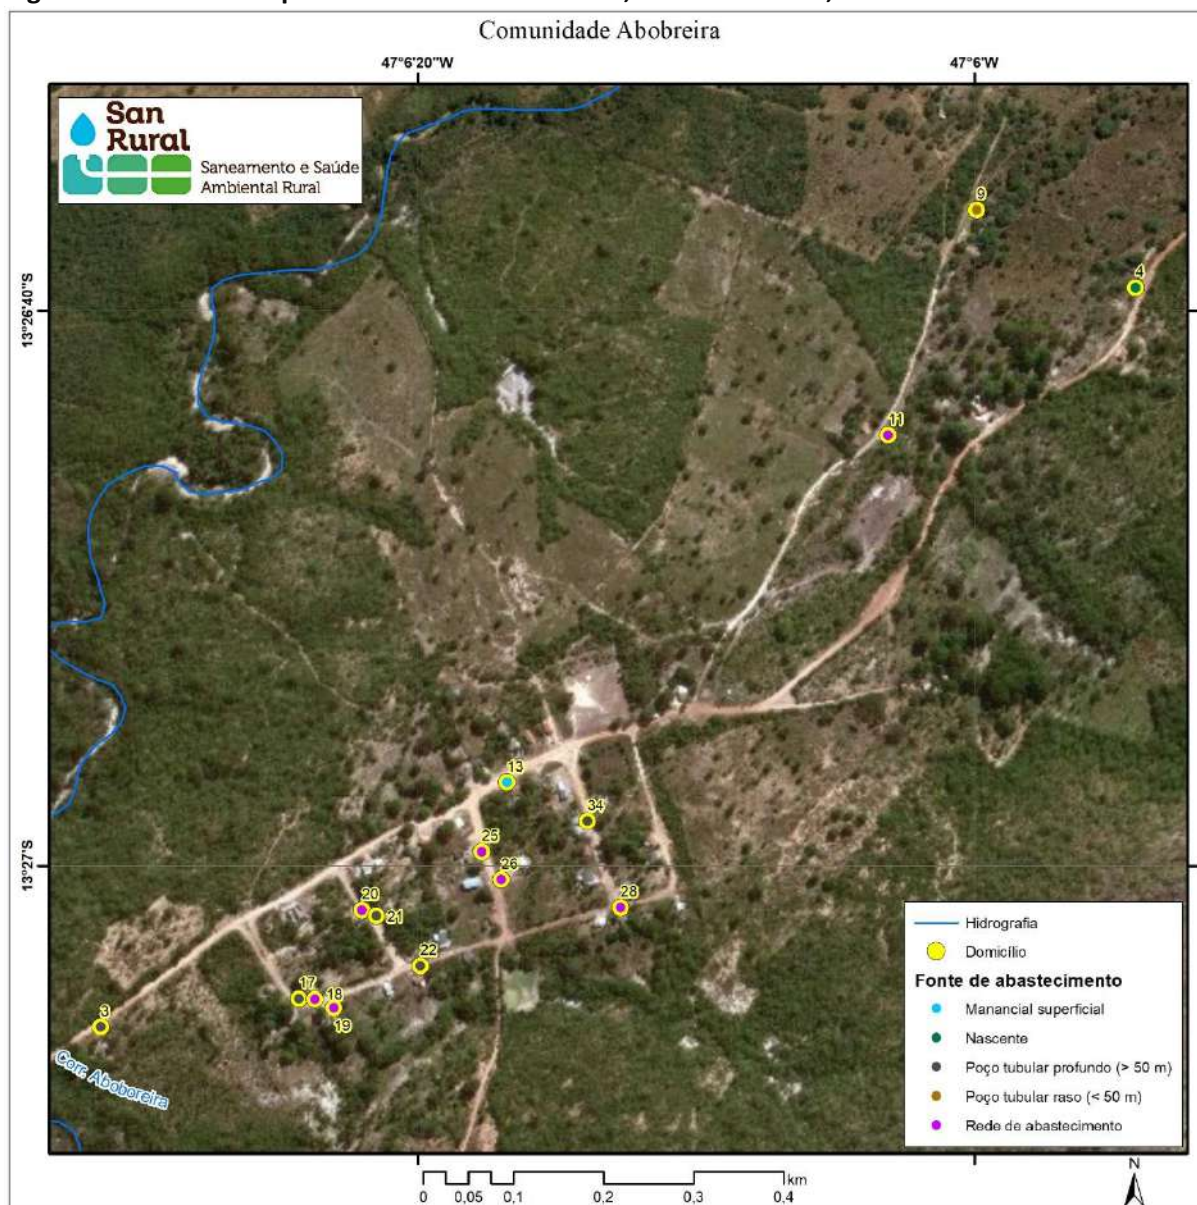 Comunidade Abobreira
47°6'20"W
47°6'W
San
Rural
Saneamento e Saúde
Ambiental Rural
9
4
13°26'40"S
11
13
34
25
13°27'S
26
20
28
21
22
17
18
19
3
Corr. Aboboreira
Hidrografia
Domicílio
Fonte de abastecimento
Manancial superficial
Nascente
Poço tubular profundo (> 50 m)
Poço tubular raso (< 50 m)
Rede de abastecimento
km
0 0,05 0,1 0,2 0,3 0,4
N